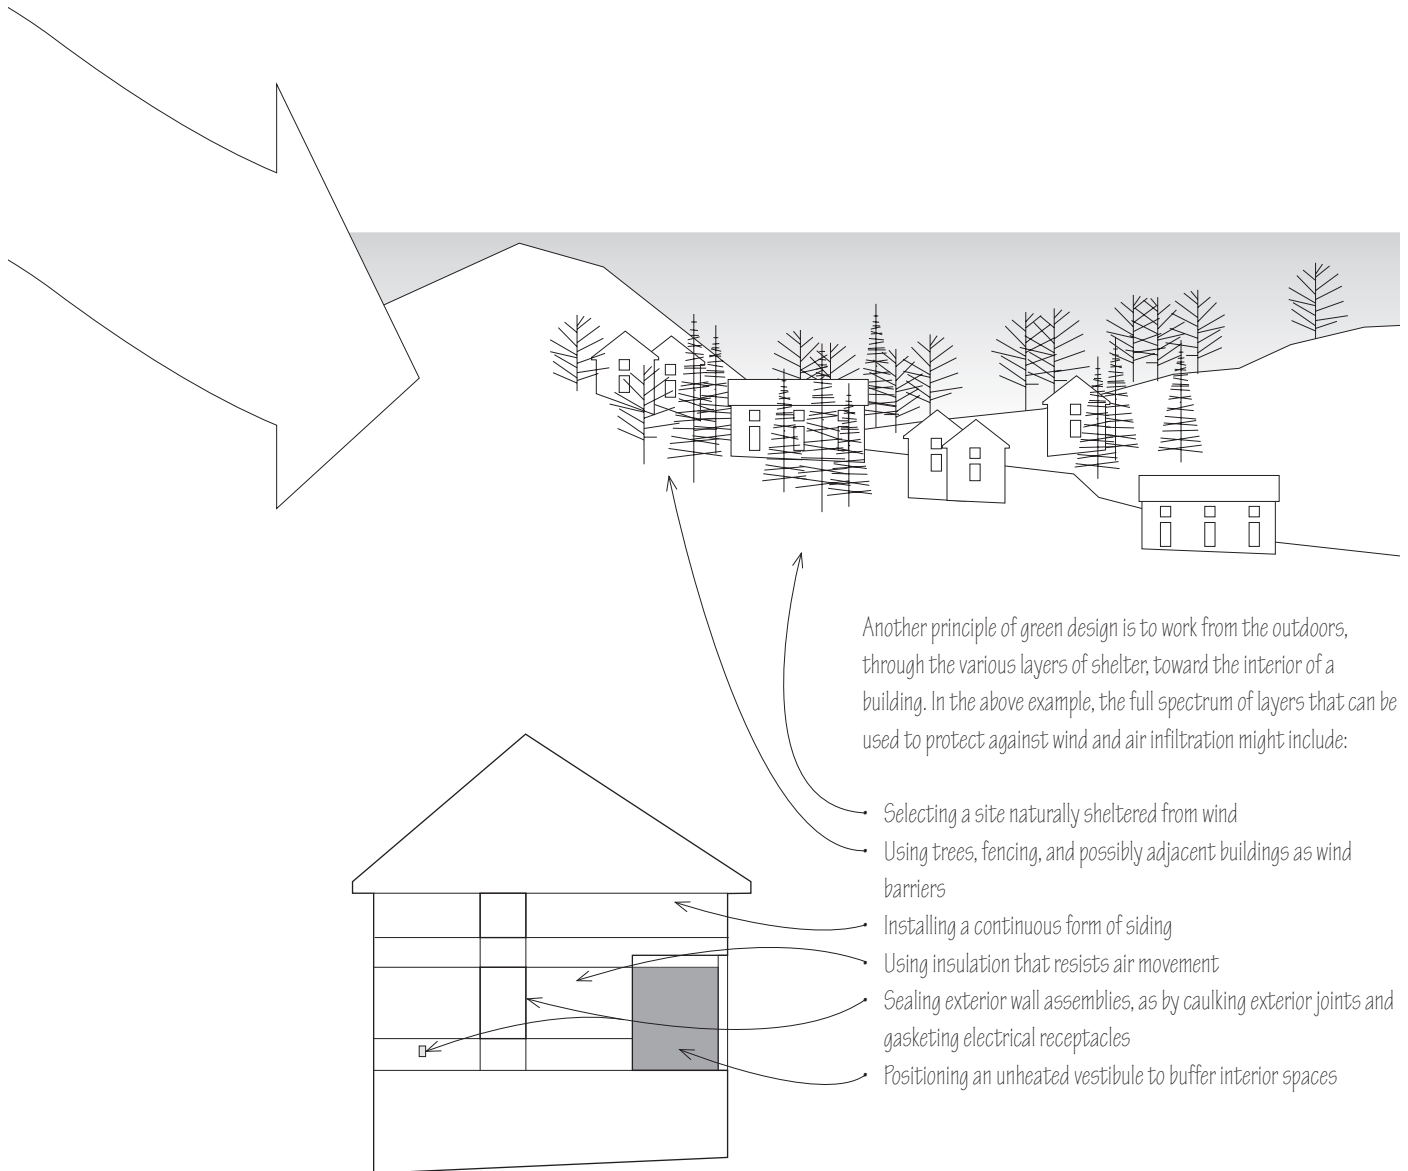 Another principle of green design is to work from the outdoors,
through the various layers of shelter, toward the interior of a
building. In the above example, the full spectrum of layers that can be
used to protect against wind and air infiltration might include:
• Selecting a site naturally sheltered from wind
• Using trees, fencing, and possibly adjacent buildings as wind
barriers
• Installing a continuous form of siding
• Using insulation that resists air movement
• Sealing exterior wall assemblies, as by caulking exterior joints and
gasketing electrical receptacles
• Positioning an unheated vestibule to buffer interior spaces